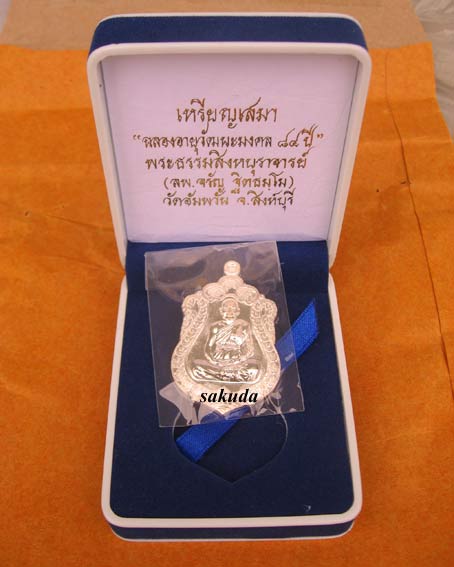 เหรียญเสมา
"ฉลองอายุวัฒนะมงคล ๘๔ ปี"
พระธรรมสิงหบุราจารย์
(ลพ.จรัญ ฐิตธมฺโม)
วัดอัมพวัน จ.สิงห์บุรี
sakuda